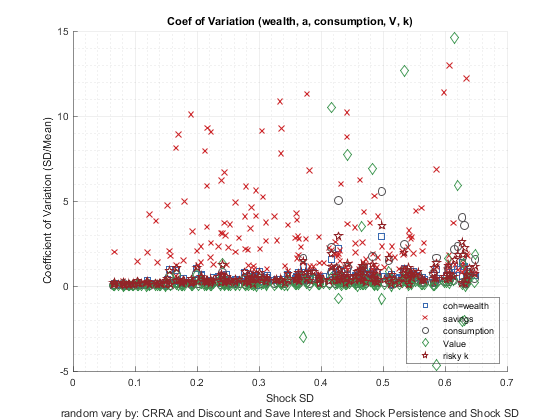 Coef of Variation (wealth, a, consumption, V, k)
Coefficient of Variation (SD/Mean)
15
10
5
0
-5
0
0.1
0.2
0.3
0.4
0.5
0.6
0.7
coh=wealth
savings
consumption
Value
risky k
Shock SD
random vary by: CRRA and Discount and Save Interest and Shock Persistence and Shock SD